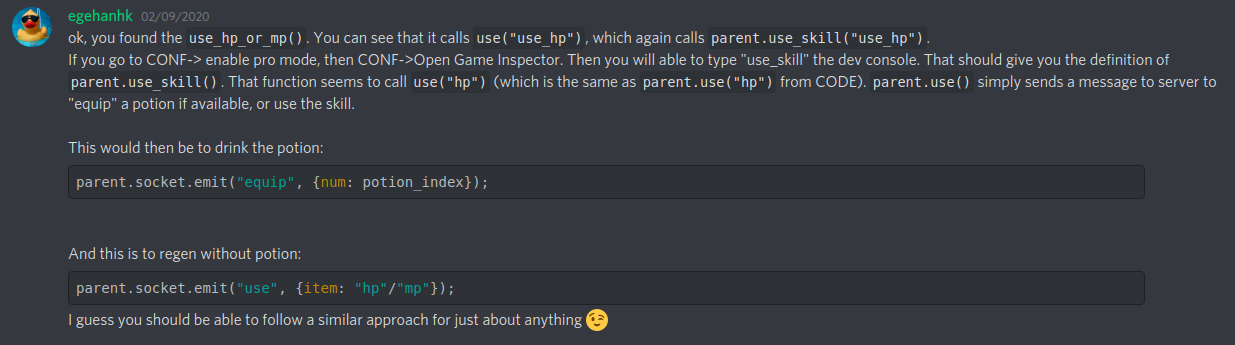 egehanhk 02/09/2020
ok, you found the use_hp_or_mp(). You can see that it calls use("use_hp"), which again calls parent.use_skill("use_hp").
If you go to CONF-> enable pro mode, then CONF->Open Game Inspector. Then you will able to type "use_skill" the dev console. That should give you the definition of
parent.use_skill(). That function seems to call use("hp") (which is the same as parent.use("hp") from CODE). parent.use() simply sends a message to server to
"equip" a potion if available, or use the skill.
This would then be to drink the potion:
parent.socket.emit("equip", {num: potion_index});
And this is to regen without potion:
parent.socket.emit("use", {item: "hp"/"mp"});
I guess you should be able to follow a similar approach for just about anything 😉